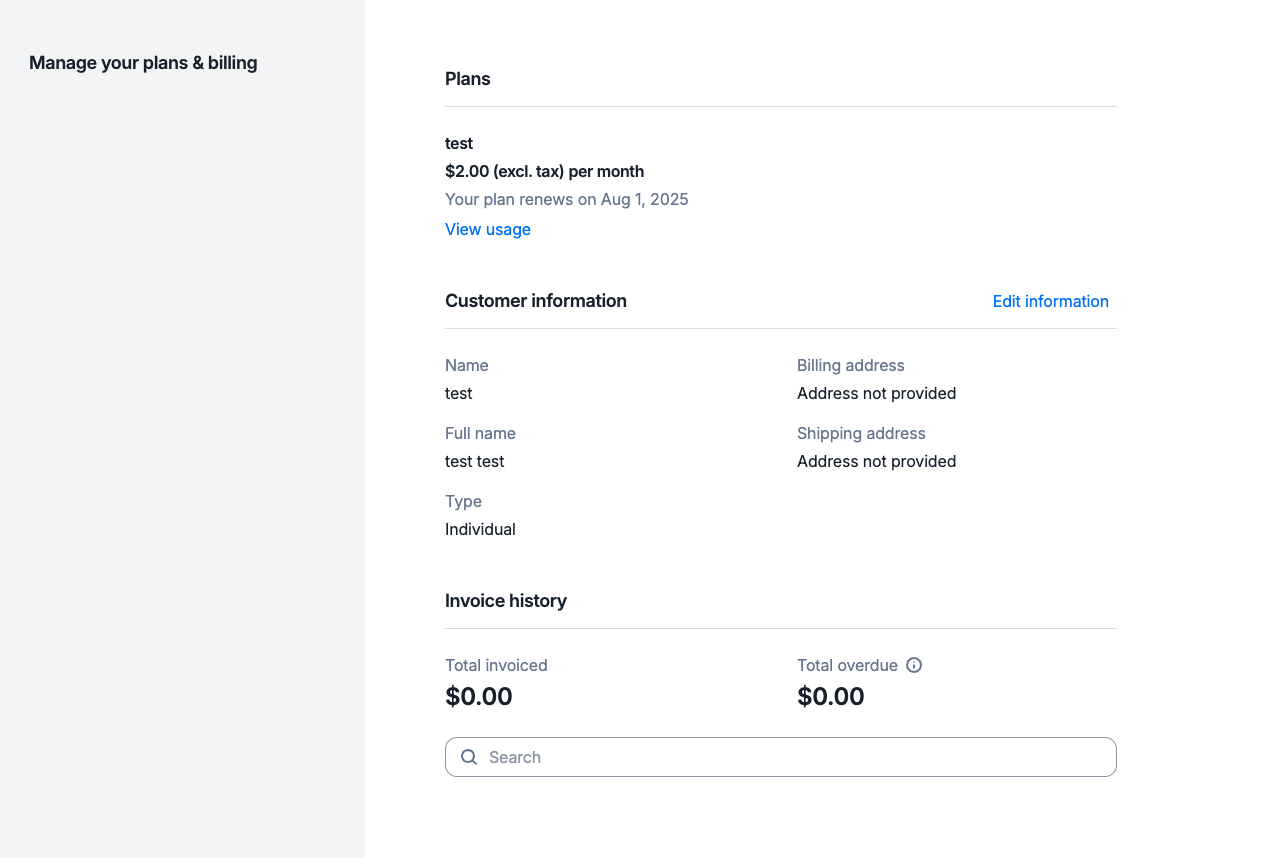 Manage your plans & billing
Plans
test
$2.00 (excl. tax) per month
Your plan renews on Aug 1, 2025
View usage
Customer information
Edit information
Name
test
Full name
test test
Type
Individual
Billing address
Address not provided
Shipping address
Address not provided
Invoice history
Total invoiced
$0.00
Total overdue
$0.00
Search